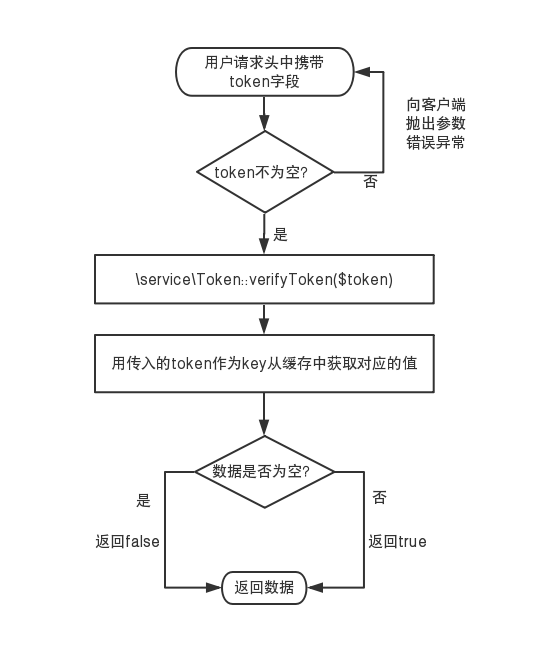 用户请求头中携带
token字段
向客户端
抛出参数
错误异常
token不为空?
否
是
\service\Token::verifyToken($token)
用传入的token作为key从缓存中获取对应的值
数据是否为空?
是
否
返回false
返回true
返回数据